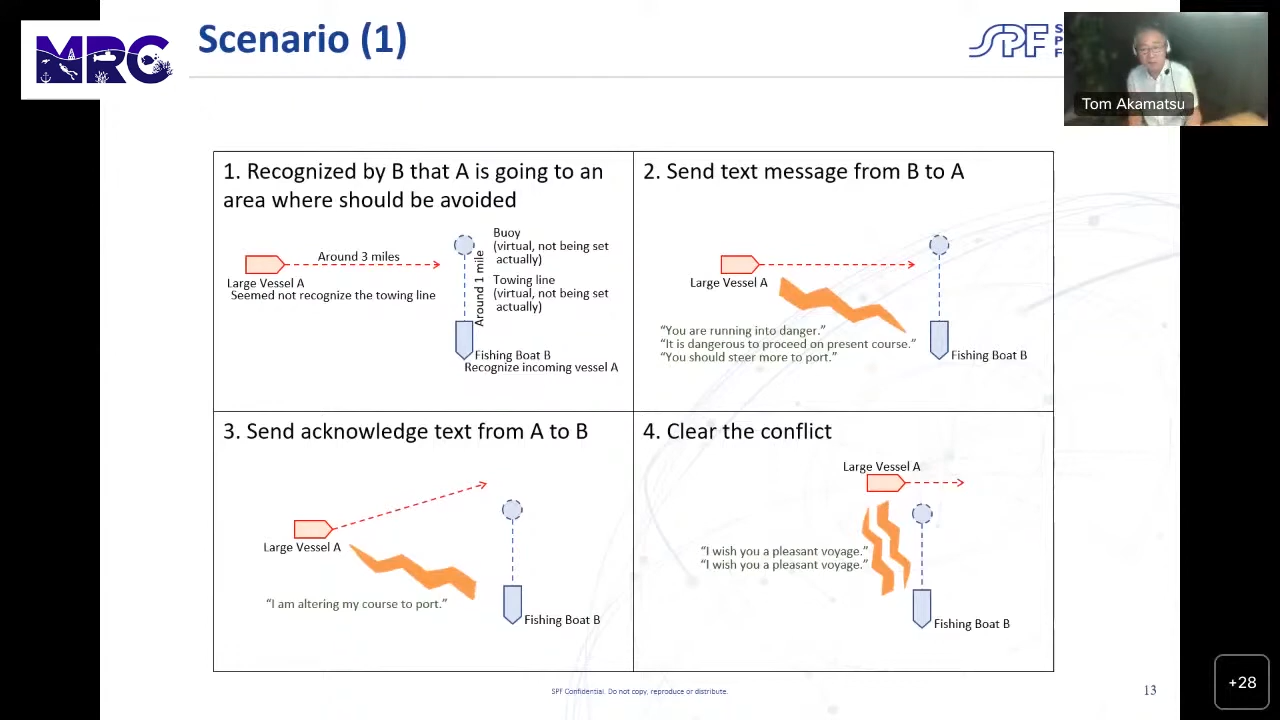 MRC
Scenario (1)
SPF
S
P
F
Tom Akamatsu
1. Recognized by B that A is going to an
area where should be avoided
Around 3 miles
Large Vessel A
Seemed not recognize the towing line
Around 1 mile
Buoy
(virtual, not being set
actually)
Towing line
(virtual, not being set
actually)
Fishing Boat B
Recognize incoming vessel A
2. Send text message from B to A
Large Vessel A
“You are running into danger.”
“It is dangerous to proceed on present course.”
“You should steer more to port.”
Fishing Boat B
3. Send acknowledge text from A to B
Large Vessel A
“I am altering my course to port.”
Fishing Boat B
4. Clear the conflict
Large Vessel A
“I wish you a pleasant voyage.”
“I wish you a pleasant voyage.”
Fishing Boat B
SPF Confidential. Do not copy, reproduce or distribute.
13
+28